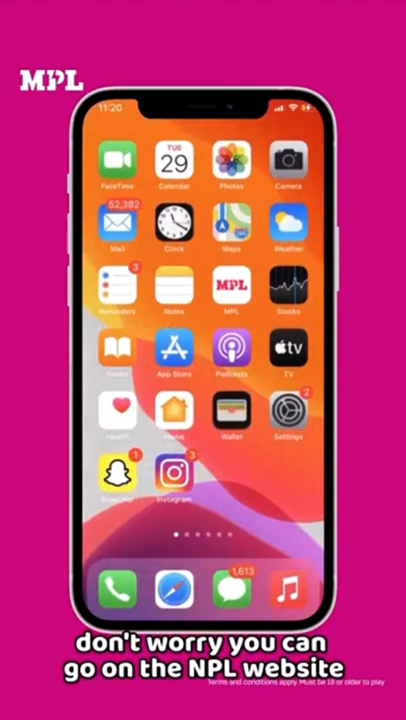 MPL
11:20
TUE
29
FaceTime
Calendar
Photos
Camera
52,382
Mail
Clock
Maps
Weather
3
Reminders
Notes
MPL
MPL
Stocks
Books
App Store
Podcasts
tv
TV
2
Health
Home
Wallet
Settings
1
3
Snapchat
Instagram
1,613
don't worry you can
go on the NPL website
Terms and conditions apply. Must be 18 or older to play